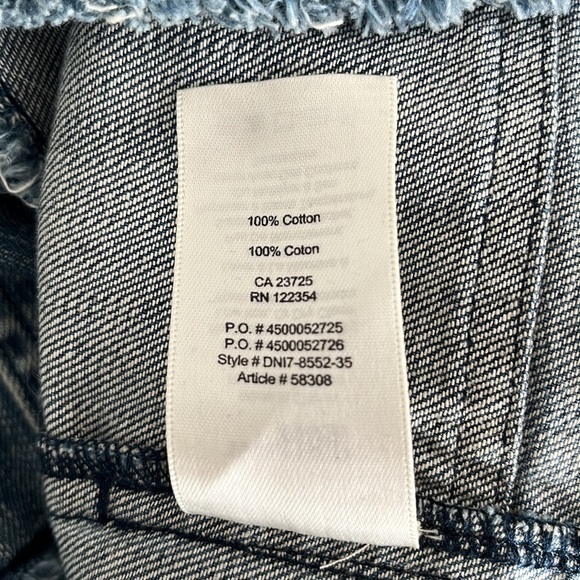 100% Cotton
100% Coton
CA 23725
RN 122354
P.O. # 4500052725
P.O. # 4500052726
Style # DNI7-8552-35
Article # 58308